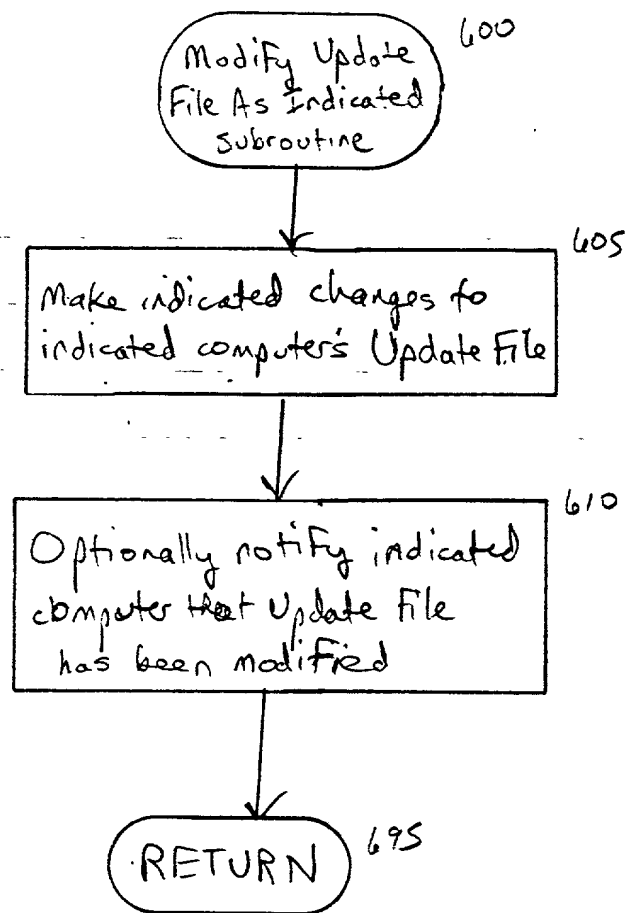 600
Modify Update
File As Indicated
Subroutine
605
Make indicated changes to
indicated computer's Update File
610
Optionally notify indicated
computer that Update File
has been modified
RETURN
695